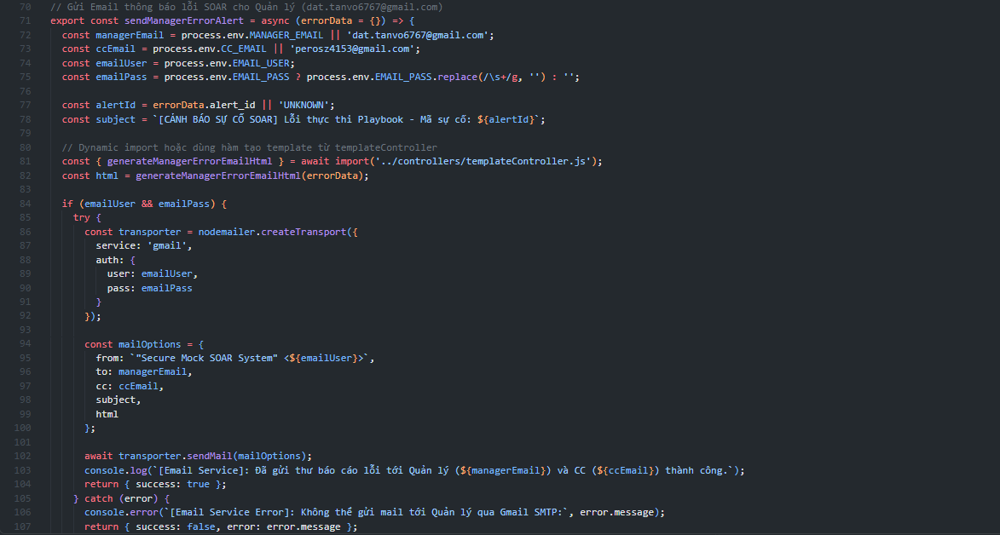 70 // Gửi Email thông báo lỗi SOAR cho Quản lý (dat.tanvo6767@gmail.com)
71 export const sendManagerErrorAlert = async (errorData = {}) => {
72   const managerEmail = process.env.MANAGER_EMAIL || 'dat.tanvo6767@gmail.com';
73   const ccEmail = process.env.CC_EMAIL || 'perosz4153@gmail.com';
74   const emailUser = process.env.EMAIL_USER;
75   const emailPass = process.env.EMAIL_PASS ? process.env.EMAIL_PASS.replace(/\s+/g, '') : '';
76
77   const alertId = errorData.alert_id || 'UNKNOWN';
78   const subject = `[CẢNH BÁO SỰ CỐ SOAR] Lỗi thực thi Playbook - Mã sự cố: ${alertId}`;
79
80   // Dynamic import hoặc dùng hàm tạo template từ templateController
81   const { generateManagerErrorEmailHtml } = await import('../controllers/templateController.js');
82   const html = generateManagerErrorEmailHtml(errorData);
83
84   if (emailUser && emailPass) {
85     try {
86       const transporter = nodemailer.createTransport({
87         service: 'gmail',
88         auth: {
89           user: emailUser,
90           pass: emailPass
91         }
92       });
93
94       const mailOptions = {
95         from: `"Secure Mock SOAR System" <${emailUser}>`,
96         to: managerEmail,
97         cc: ccEmail,
98         subject,
99         html
100       };
101
102       await transporter.sendMail(mailOptions);
103       console.log(`[Email Service]: Đã gửi thư báo cáo lỗi tới Quản lý (${managerEmail}) và CC (${ccEmail}) thành công.`);
104       return { success: true };
105     } catch (error) {
106       console.error(`[Email Service Error]: Không thể gửi mail tới Quản lý qua Gmail SMTP:`, error.message);
107       return { success: false, error: error.message };